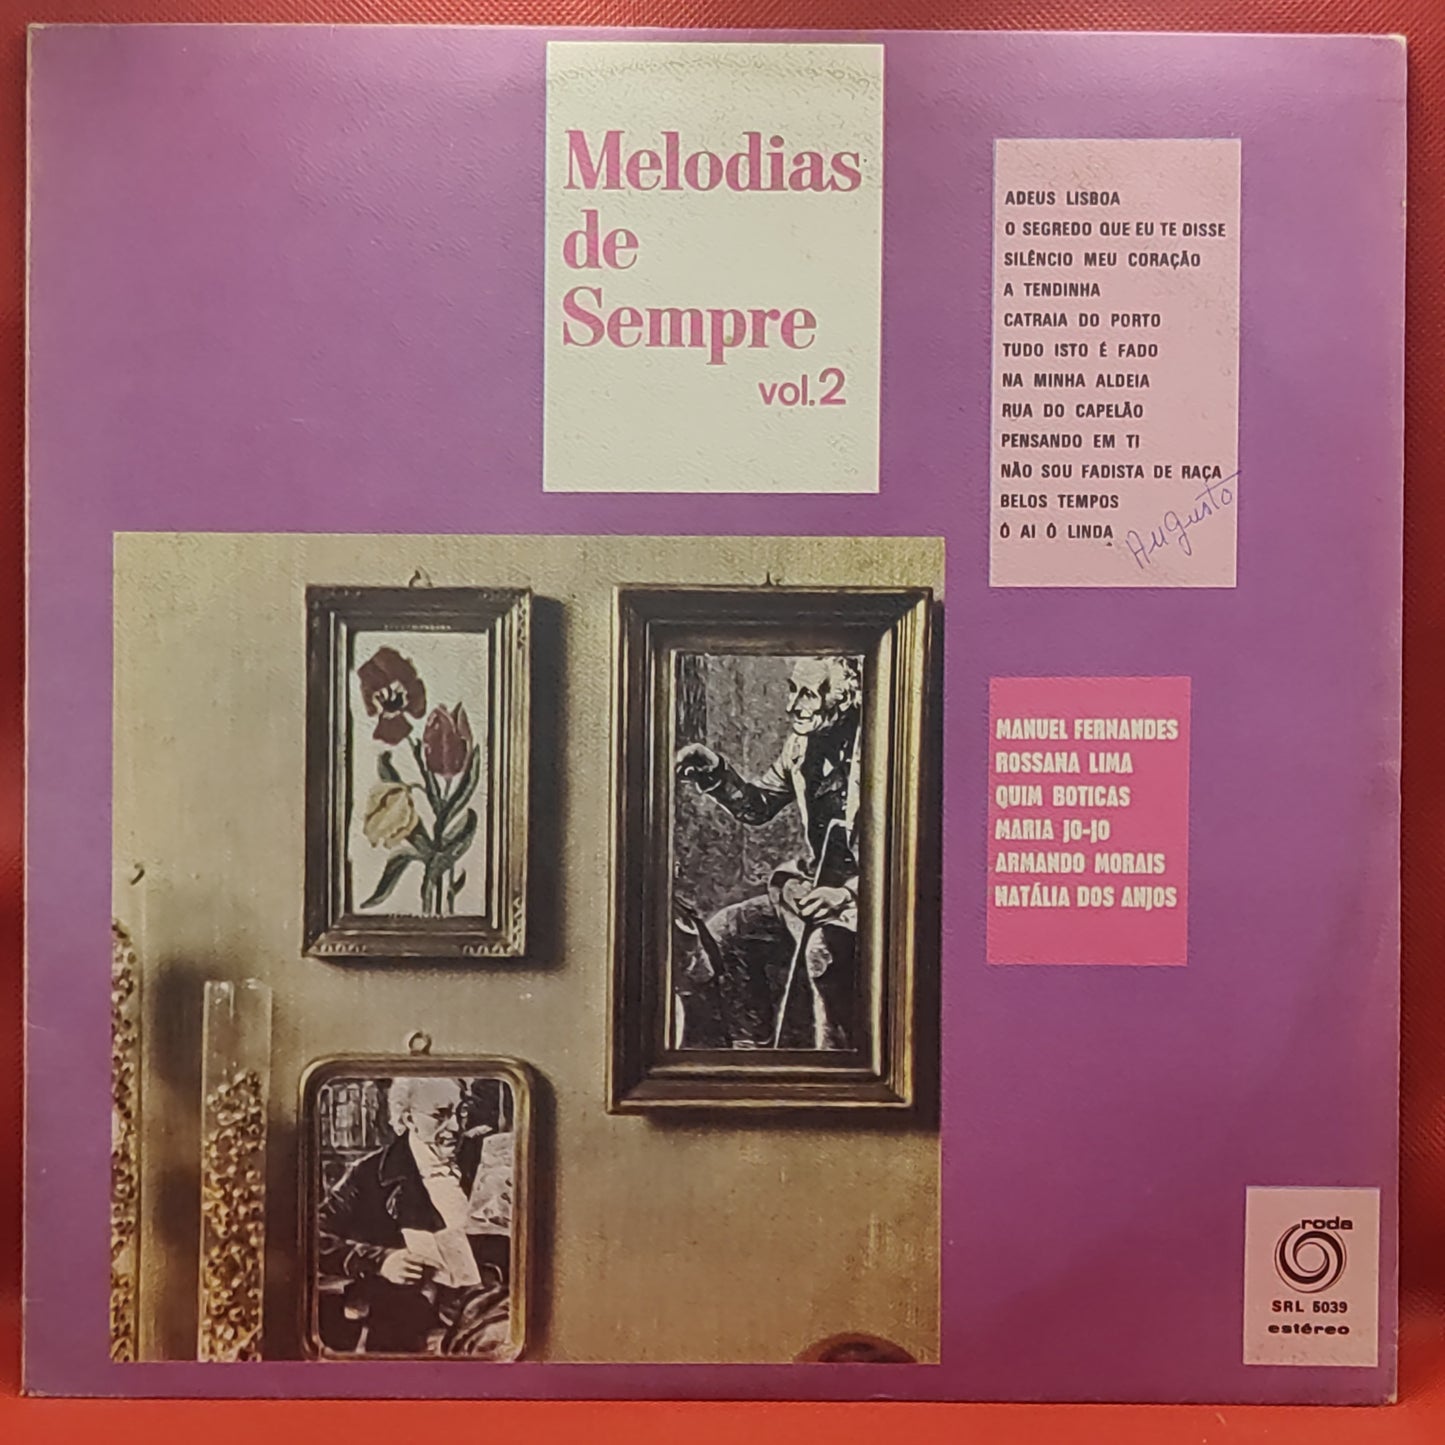 Melodias
de
Sempre
vol.2
ADEUS LISBOA
O SEGREDO QUE EU TE DISSE
SILÊNCIO MEU CORAÇÃO
A TENDINHA
CATRAIA DO PORTO
TUDO ISTO É FADO
NA MINHA ALDEIA
RUA DO CAPELÃO
PENSANDO EM TI
NÃO SOU FADISTA DE RAÇA
BELOS TEMPOS
Ô AI Ô LINDA
Augusto
MANUEL FERNANDES
ROSSANA LIMA
QUIM BOTICAS
MARIA JO-JO
ARMANDO MORAIS
NATÁLIA DOS ANJOS
roda
SRL 5039
estéreo